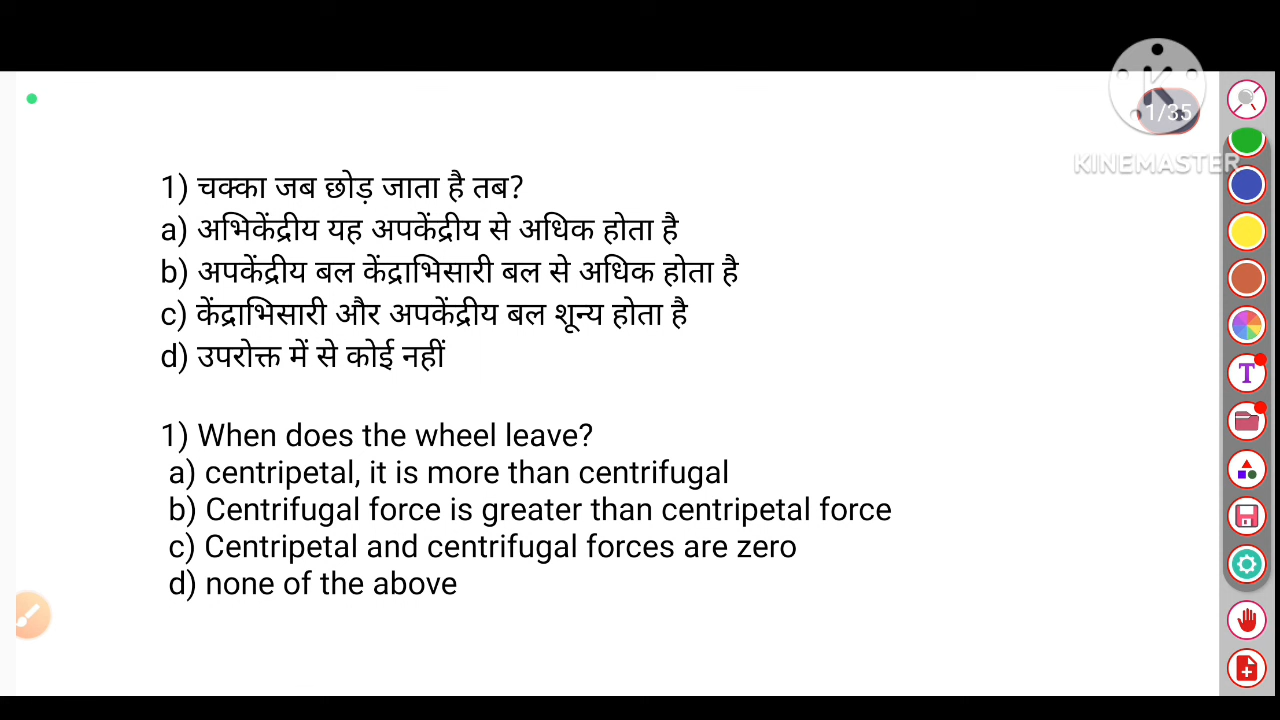 1/35
KINEMASTER
1) चक्का जब छोड़ जाता है तब?
a) अभिकेंद्रीय यह अपकेंद्रीय से अधिक होता है
b) अपकेंद्रीय बल केंद्राभिसारी बल से अधिक होता है
c) केंद्राभिसारी और अपकेंद्रीय बल शून्य होता है
d) उपरोक्त में से कोई नहीं
1) When does the wheel leave?
a) centripetal, it is more than centrifugal
b) Centrifugal force is greater than centripetal force
c) Centripetal and centrifugal forces are zero
d) none of the above
T